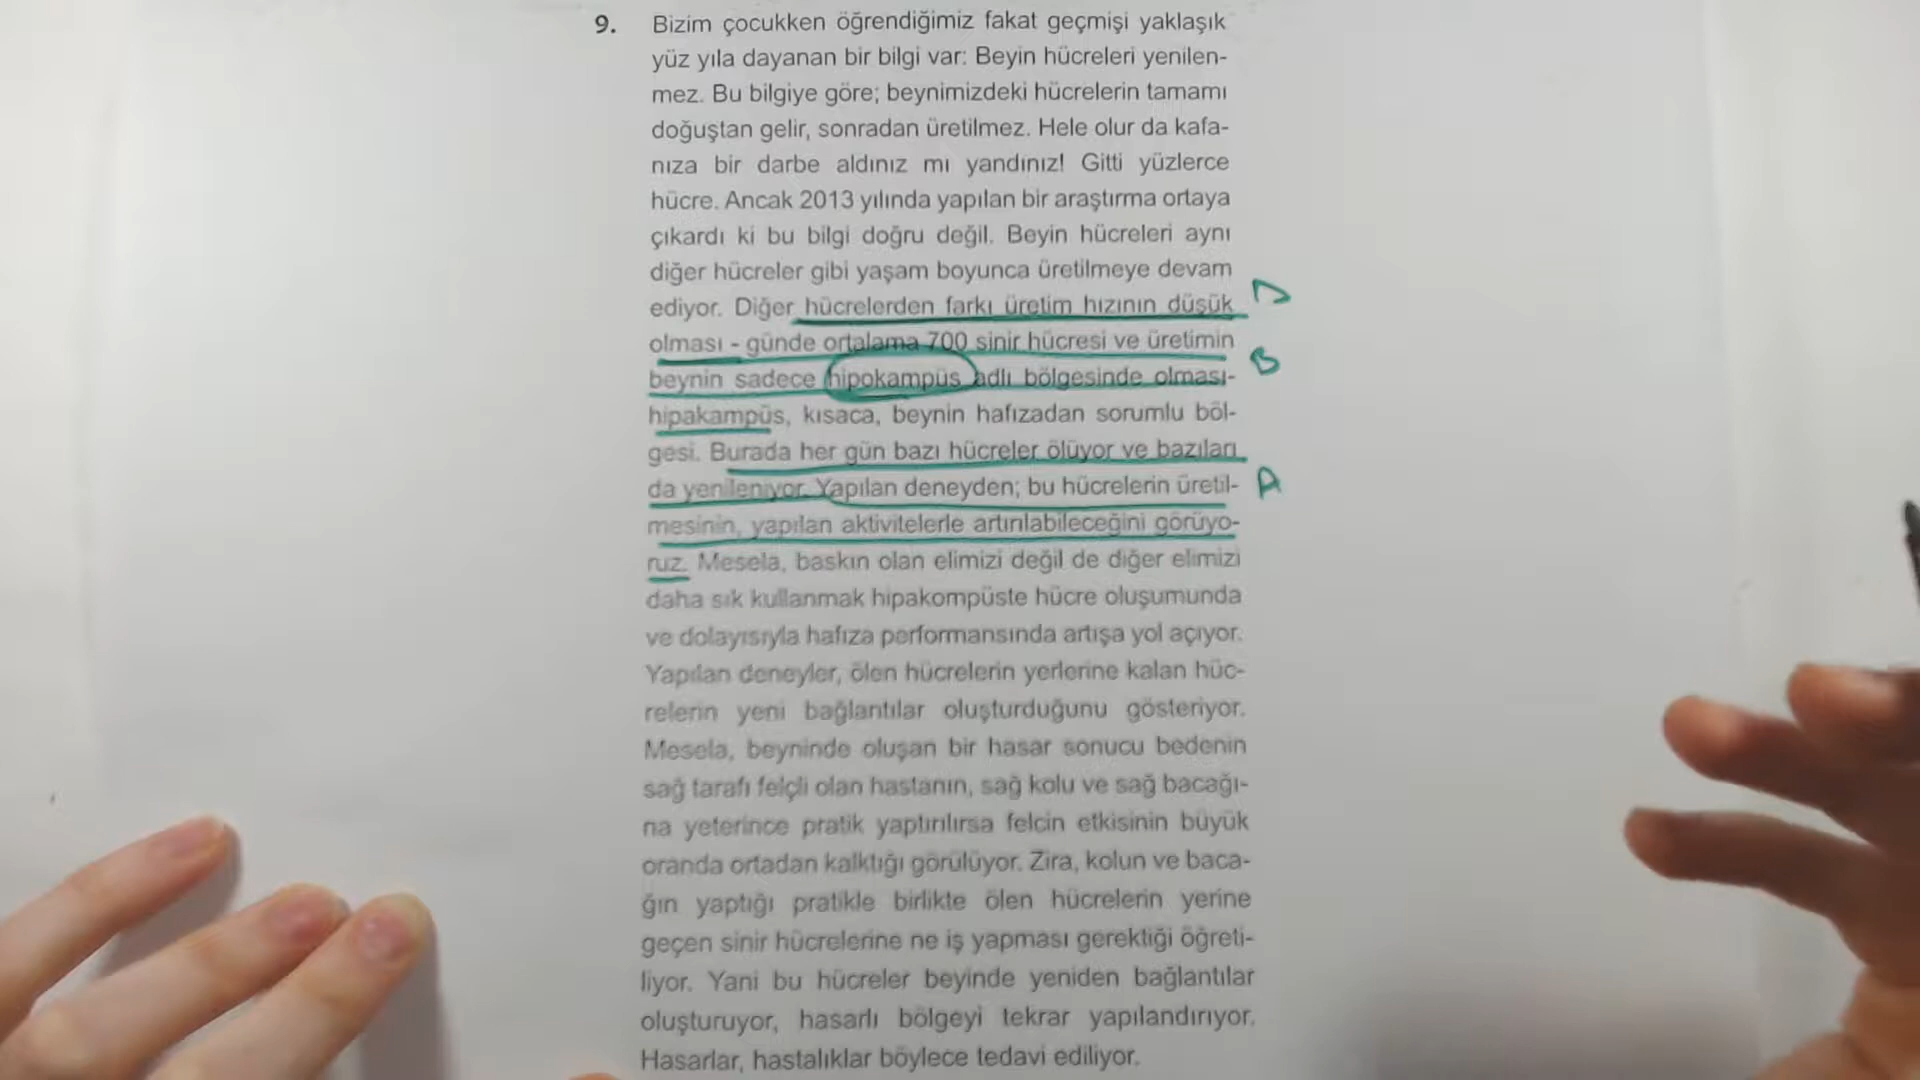 9. Bizim çocukken öğrendiğimiz fakat geçmişi yaklaşık
yüz yıla dayanan bir bilgi var: Beyin hücreleri yenilen-
mez. Bu bilgiye göre; beynimizdeki hücrelerin tamamı
doğuştan gelir, sonradan üretilmez. Hele olur da kafa-
nıza bir darbe aldınız mı yandınız! Gitti yüzlerce
hücre. Ancak 2013 yılında yapılan bir araştırma ortaya
çıkardı ki bu bilgi doğru değil. Beyin hücreleri aynı
diğer hücreler gibi yaşam boyunca üretilmeye devam
ediyor. Diğer hücrelerden farkı üretim hızının düşük D
olması - günde ortalama 700 sinir hücresi ve üretimin
beynin sadece hipokampüs adlı bölgesinde olması- B
hipakampüs, kısaca, beynin hafızadan sorumlu böl-
gesi. Burada her gün bazı hücreler ölüyor ve bazıları
da yenileniyor. Yapılan deneyden; bu hücrelerin üretil- A
mesinin, yapılan aktivitelerle artırılabileceğini görüyo-
ruz. Mesela, baskın olan elimizi değil de diğer elimizi
daha sık kullanmak hipakompüste hücre oluşumunda
ve dolayısıyla hafıza performansında artışa yol açıyor.
Yapılan deneyler, ölen hücrelerin yerlerine kalan hüc-
relerin yeni bağlantılar oluşturduğunu gösteriyor.
Mesela, beyninde oluşan bir hasar sonucu bedenin
sağ tarafı felçli olan hastanın, sağ kolu ve sağ bacağı-
na yeterince pratik yaptırılırsa felcin etkisinin büyük
oranda ortadan kalktığı görülüyor. Zira, kolun ve baca-
ğın yaptığı pratikle birlikte ölen hücrelerin yerine
geçen sinir hücrelerine ne iş yapması gerektiği öğreti-
liyor. Yani bu hücreler beyinde yeniden bağlantılar
oluşturuyor, hasarlı bölgeyi tekrar yapılandırıyor.
Hasarlar, hastalıklar böylece tedavi ediliyor.